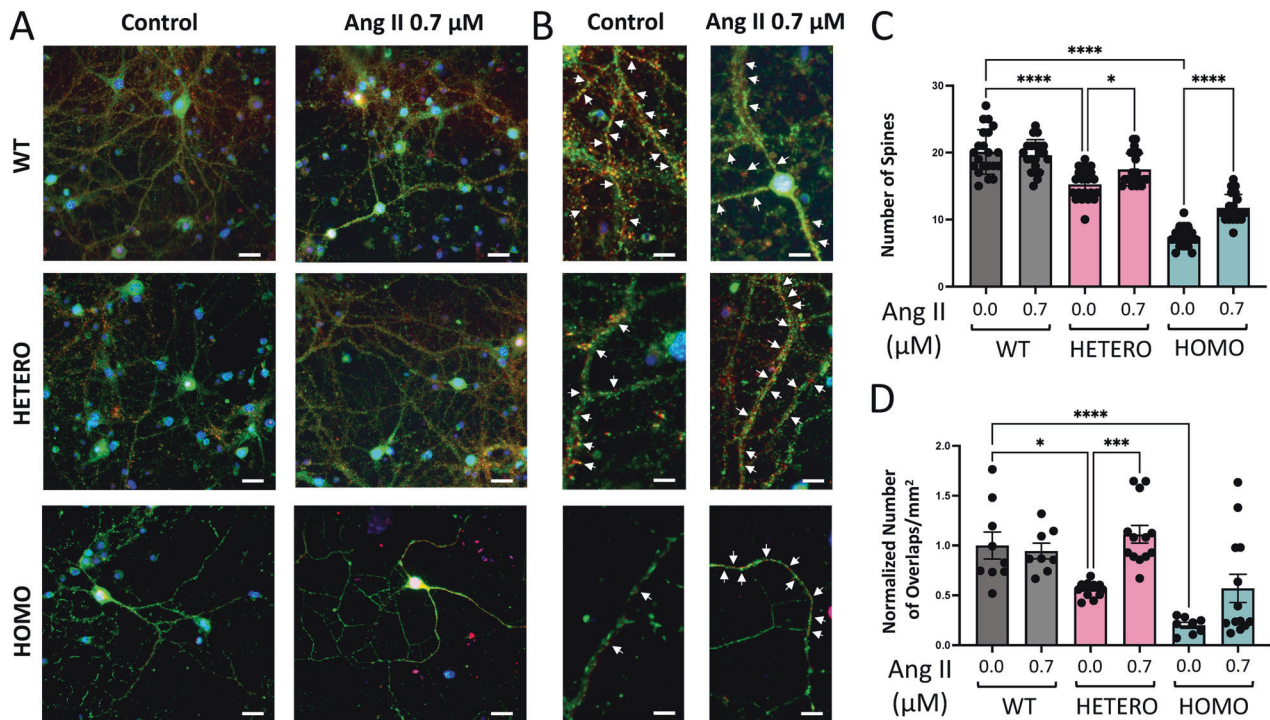 A
Control
Ang II 0.7 µM
WT
HETERO
HOMO
B
Control
Ang II 0.7 µM
C
****
**** **** * ****
Number of Spines
30
20
10
0
Ang II 0.0 0.7 0.0 0.7 0.0 0.7
(µM) WT HETERO HOMO
D
****
* ***
Normalized Number
of Overlaps/mm²
2.0
1.5
1.0
0.5
0.0
Ang II 0.0 0.7 0.0 0.7 0.0 0.7
(µM) WT HETERO HOMO